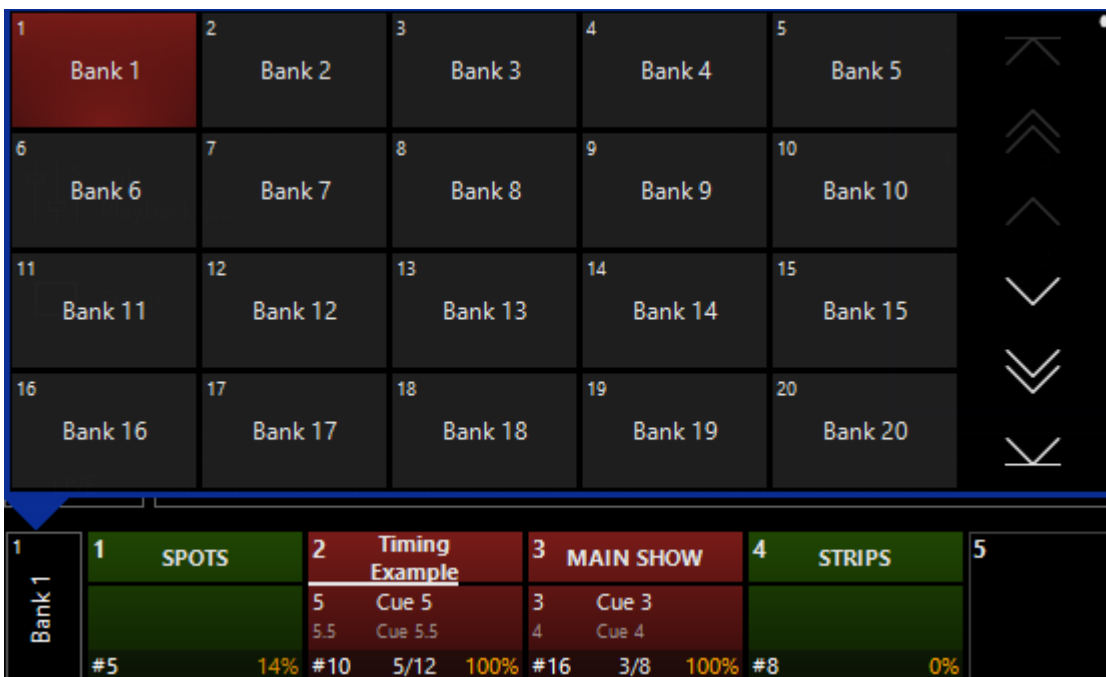 1 2 3 4 5
Bank 1 Bank 2 Bank 3 Bank 4 Bank 5
6 7 8 9 10
Bank 6 Bank 7 Bank 8 Bank 9 Bank 10
11 12 13 14 15
Bank 11 Bank 12 Bank 13 Bank 14 Bank 15
16 17 18 19 20
Bank 16 Bank 17 Bank 18 Bank 19 Bank 20
1
Bank 1
1 SPOTS
#5 14%
2 Timing
Example
5 Cue 5
5.5 Cue 5.5
#10 5/12 100%
3 MAIN SHOW
3 Cue 3
4 Cue 4
#16 3/8 100%
4 STRIPS
#8 0%
5